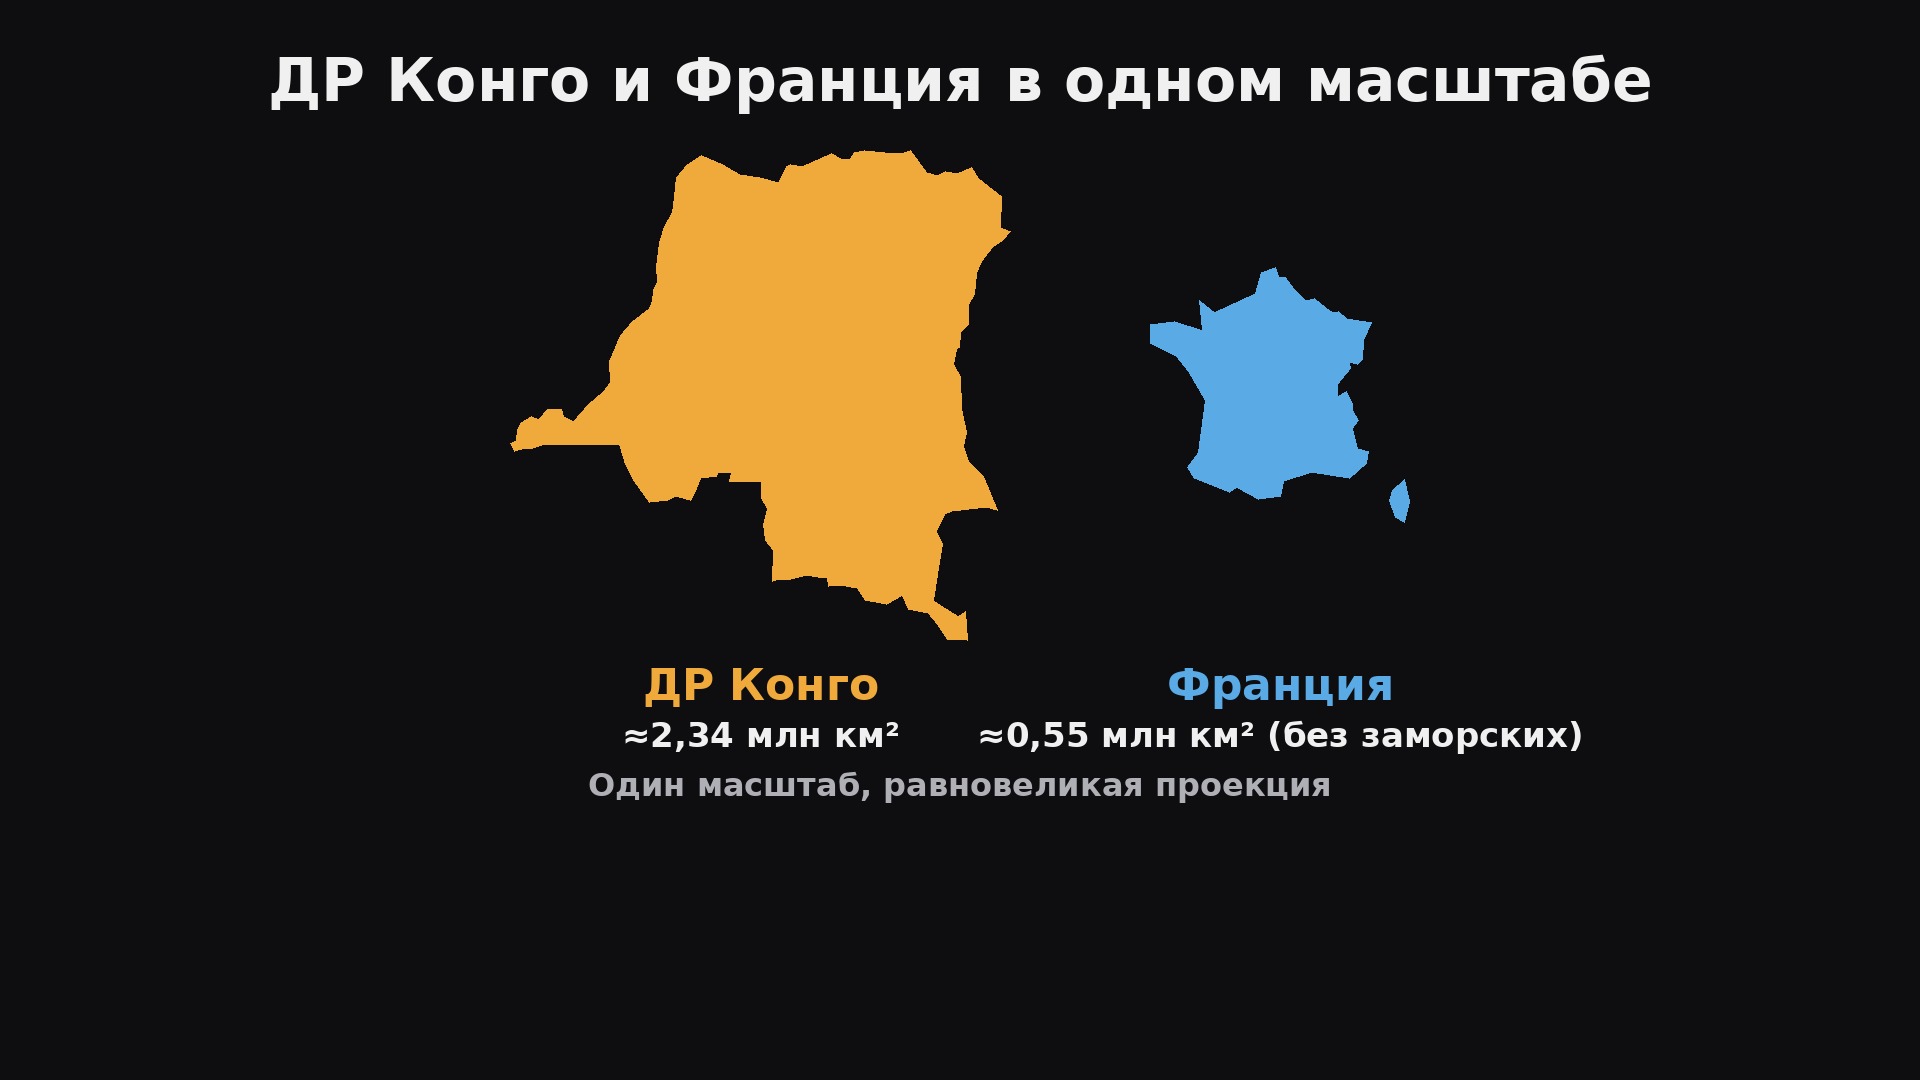 ДР Конго и Франция в одном масштабе
ДР Конго
Франция
≈2,34 млн км²
≈0,55 млн км² (без заморских)
Один масштаб, равновеликая проекция